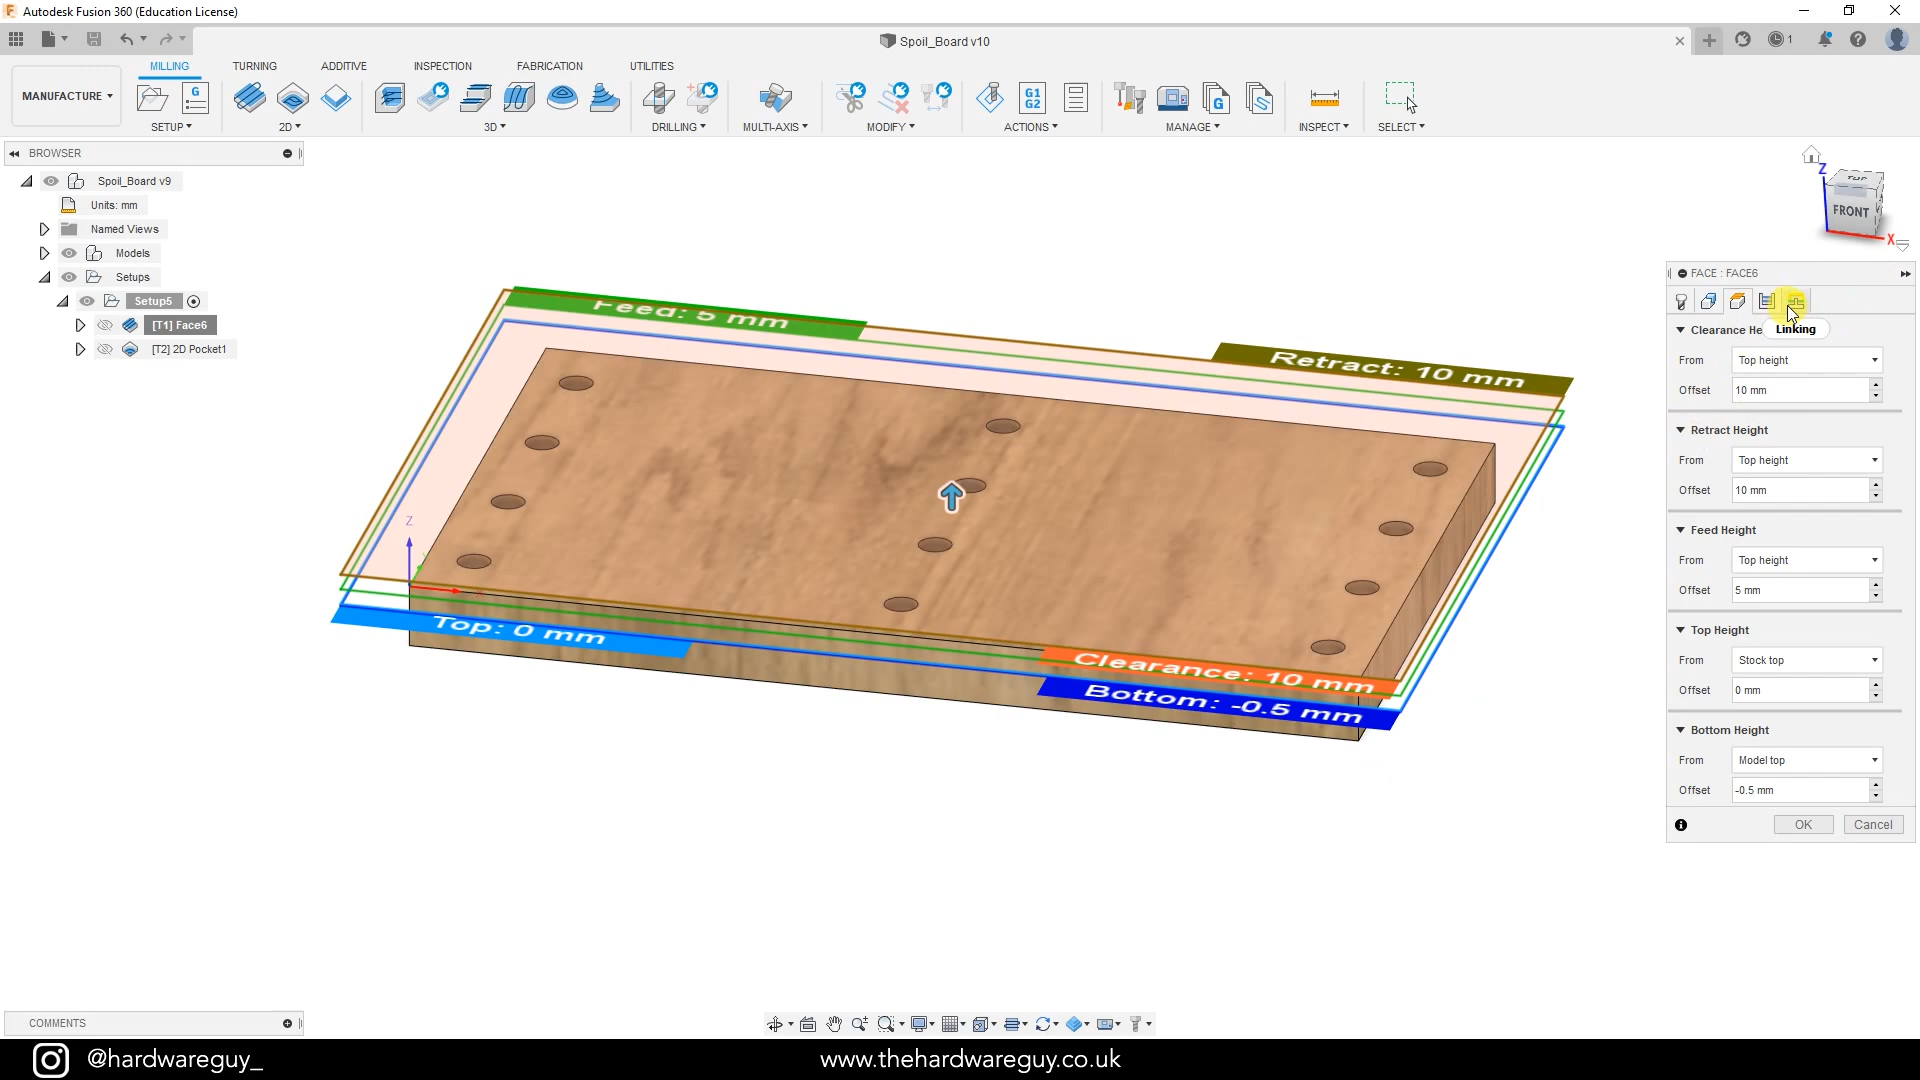 Autodesk Fusion 360 (Education License)
Spoil_Board v10
1
MILLING TURNING ADDITIVE INSPECTION FABRICATION UTILITIES
MANUFACTURE
G
G1
G2
G
SETUP 2D 3D DRILLING MULTI-AXIS MODIFY ACTIONS MANAGE INSPECT SELECT
BROWSER
Spoil_Board v9
Units: mm
Named Views
Models
Setups
Setup5
[T1] Face6
[T2] 2D Pocket1
Feed: 5 mm
Retract: 10 mm
Top: 0 mm
Clearance: 10 mm
Bottom: -0.5 mm
Z
X
Z
TOP
FRONT
X
FACE : FACE6
Linking
Clearance He
From Top height
Offset 10 mm
Retract Height
From Top height
Offset 10 mm
Feed Height
From Top height
Offset 5 mm
Top Height
From Stock top
Offset 0 mm
Bottom Height
From Model top
Offset -0.5 mm
OK Cancel
COMMENTS
@hardwareguy_
www.thehardwareguy.co.uk